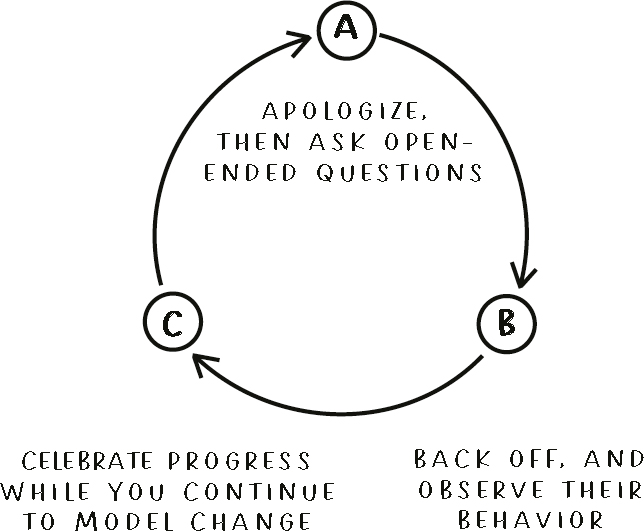 A
APOLOGIZE,
THEN ASK OPEN-
ENDED QUESTIONS
C
B
CELEBRATE PROGRESS
WHILE YOU CONTINUE
TO MODEL CHANGE
BACK OFF, AND
OBSERVE THEIR
BEHAVIOR